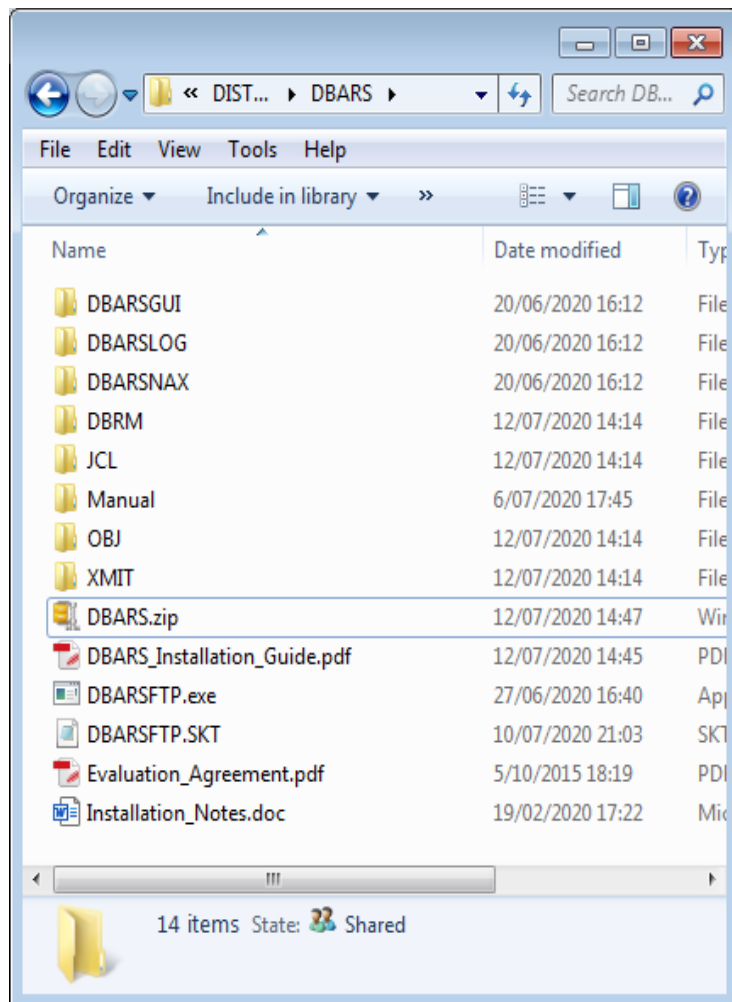 « DIST... DBARS Search DB...
File Edit View Tools Help
Organize Include in library »
Name Date modified Typ
DBARSGUI 20/06/2020 16:12 File
DBARSLOG 20/06/2020 16:12 File
DBARSNAX 20/06/2020 16:12 File
DBRM 12/07/2020 14:14 File
JCL 12/07/2020 14:14 File
Manual 6/07/2020 17:45 File
OBJ 12/07/2020 14:14 File
XMIT 12/07/2020 14:14 File
DBARS.zip 12/07/2020 14:47 Win
DBARS_Installation_Guide.pdf 12/07/2020 14:45 PDF
DBARSFTP.exe 27/06/2020 16:40 App
DBARSFTP.SKT 10/07/2020 21:03 SKT
Evaluation_Agreement.pdf 5/10/2015 18:19 PDF
Installation_Notes.doc 19/02/2020 17:22 Mic
14 items State: Shared